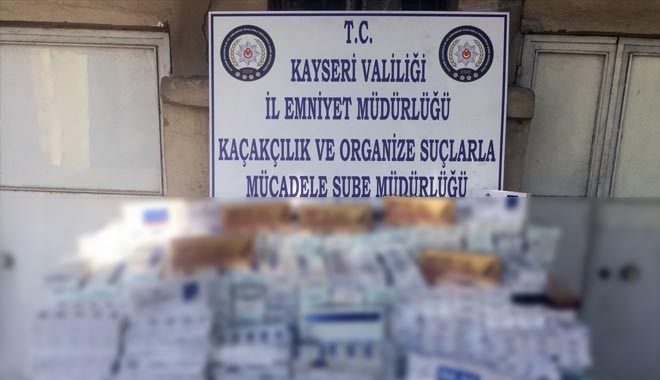 T.C.
KAYSERİ VALİLİĞİ
İL EMNİYET MÜDÜRLÜĞÜ
KAÇAKÇILIK VE ORGANİZE SUÇLARLA
MÜCADELE ŞUBE MÜDÜRLÜĞÜ